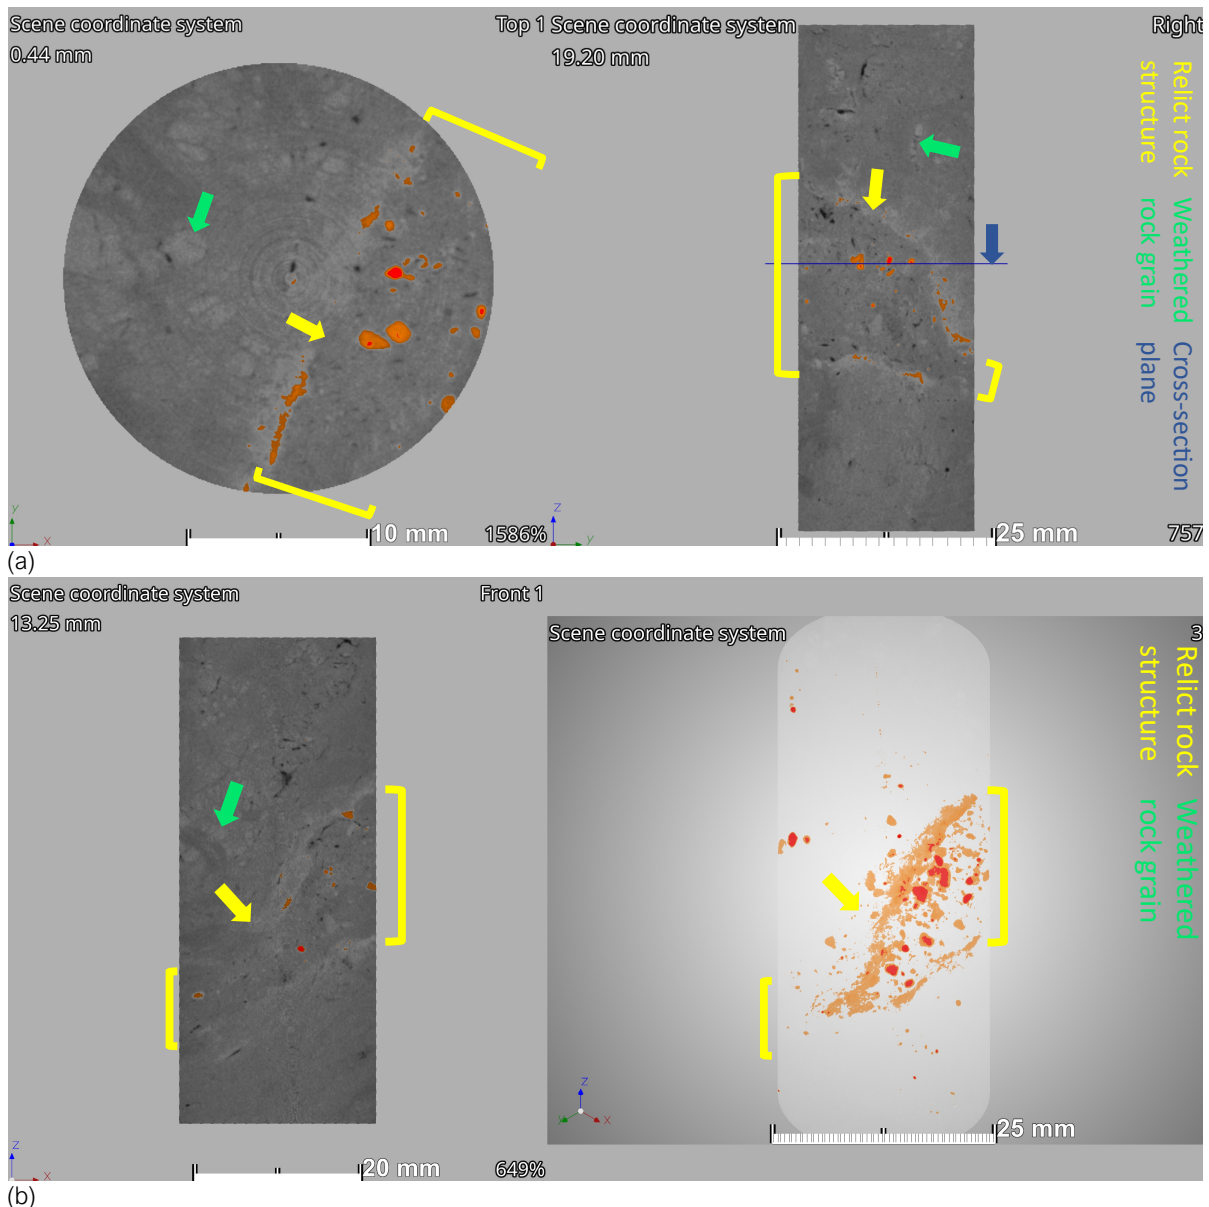 Scene coordinate system
Top 1
0.44 mm
y
x
10 mm
1586%
Scene coordinate system
Right
19.20 mm
Relict rock
structure
Weathered
rock grain
Cross-section
plane
z
y
25 mm
757
(a)
Scene coordinate system
Front 1
13.25 mm
z
x
20 mm
649%
Scene coordinate system
3
Relict rock
structure
Weathered
rock grain
z
y
x
25 mm
(b)